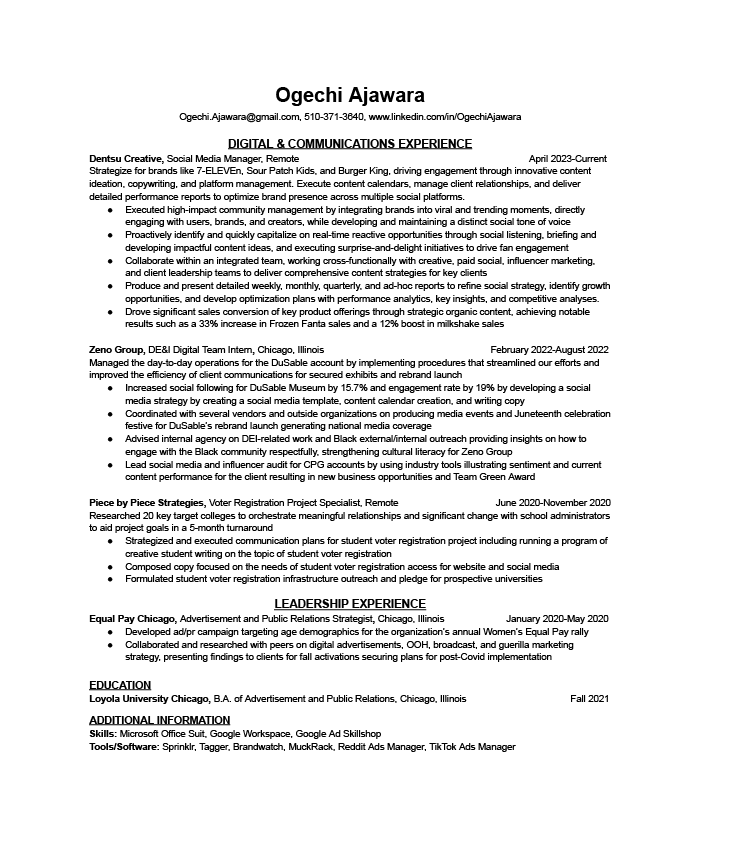 Ogechi Ajawara
Ogechi.Ajawara@gmail.com, 510-371-3640, www.linkedin.com/in/OgechiAjawara
DIGITAL & COMMUNICATIONS EXPERIENCE
Dentsu Creative, Social Media Manager, Remote April 2023-Current
Strategize for brands like 7-ELEVEn, Sour Patch Kids, and Burger King, driving engagement through innovative content
ideation, copywriting, and platform management. Execute content calendars, manage client relationships, and deliver
detailed performance reports to optimize brand presence across multiple social platforms.
● Executed high-impact community management by integrating brands into viral and trending moments, directly
engaging with users, brands, and creators, while developing and maintaining a distinct social tone of voice
● Proactively identify and quickly capitalize on real-time reactive opportunities through social listening, briefing and
developing impactful content ideas, and executing surprise-and-delight initiatives to drive fan engagement
● Collaborate within an integrated team, working cross-functionally with creative, paid social, influencer marketing,
and client leadership teams to deliver comprehensive content strategies for key clients
● Produce and present detailed weekly, monthly, quarterly, and ad-hoc reports to refine social strategy, identify growth
opportunities, and develop optimization plans with performance analytics, key insights, and competitive analyses.
● Drove significant sales conversion of key product offerings through strategic organic content, achieving notable
results such as a 33% increase in Frozen Fanta sales and a 12% boost in milkshake sales
Zeno Group, DE&I Digital Team Intern, Chicago, Illinois February 2022-August 2022
Managed the day-to-day operations for the DuSable account by implementing procedures that streamlined our efforts and
improved the efficiency of client communications for secured exhibits and rebrand launch
● Increased social following for DuSable Museum by 15.7% and engagement rate by 19% by developing a social
media strategy by creating a social media template, content calendar creation, and writing copy
● Coordinated with several vendors and outside organizations on producing media events and Juneteenth celebration
festive for DuSable's rebrand launch generating national media coverage
● Advised internal agency on DEI-related work and Black external/internal outreach providing insights on how to
engage with the Black community respectfully, strengthening cultural literacy for Zeno Group
● Lead social media and influencer audit for CPG accounts by using industry tools illustrating sentiment and current
content performance for the client resulting in new business opportunities and Team Green Award
Piece by Piece Strategies, Voter Registration Project Specialist, Remote June 2020-November 2020
Researched 20 key target colleges to orchestrate meaningful relationships and significant change with school administrators
to aid project goals in a 5-month turnaround
● Strategized and executed communication plans for student voter registration project including running a program of
creative student writing on the topic of student voter registration
● Composed copy focused on the needs of student voter registration access for website and social media
● Formulated student voter registration infrastructure outreach and pledge for prospective universities
LEADERSHIP EXPERIENCE
Equal Pay Chicago, Advertisement and Public Relations Strategist, Chicago, Illinois January 2020-May 2020
● Developed ad/pr campaign targeting age demographics for the organization's annual Women's Equal Pay rally
● Collaborated and researched with peers on digital advertisements, OOH, broadcast, and guerilla marketing
strategy, presenting findings to clients for fall activations securing plans for post-Covid implementation
EDUCATION
Loyola University Chicago, B.A. of Advertisement and Public Relations, Chicago, Illinois Fall 2021
ADDITIONAL INFORMATION
Skills: Microsoft Office Suit, Google Workspace, Google Ad Skillshop
Tools/Software: Sprinklr, Tagger, Brandwatch, MuckRack, Reddit Ads Manager, TikTok Ads Manager